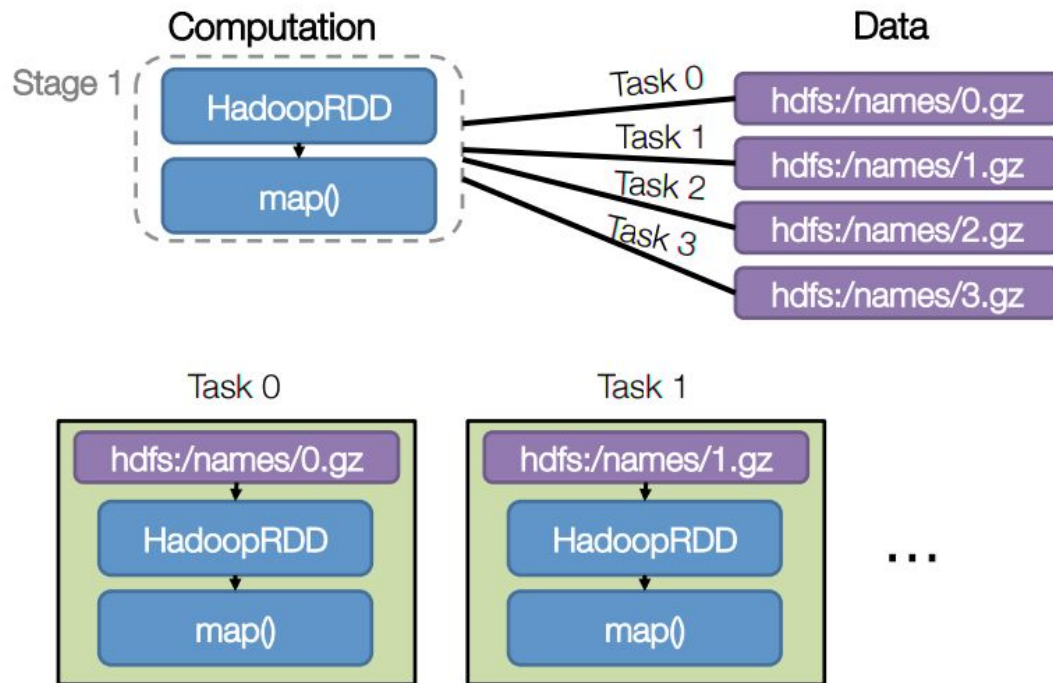 Computation
Data
Stage 1
HadoopRDD
map()
Task 0
Task 1
Task 2
Task 3
hdfs:/names/0.gz
hdfs:/names/1.gz
hdfs:/names/2.gz
hdfs:/names/3.gz
Task 0
hdfs:/names/0.gz
HadoopRDD
map()
Task 1
hdfs:/names/1.gz
HadoopRDD
map()
...